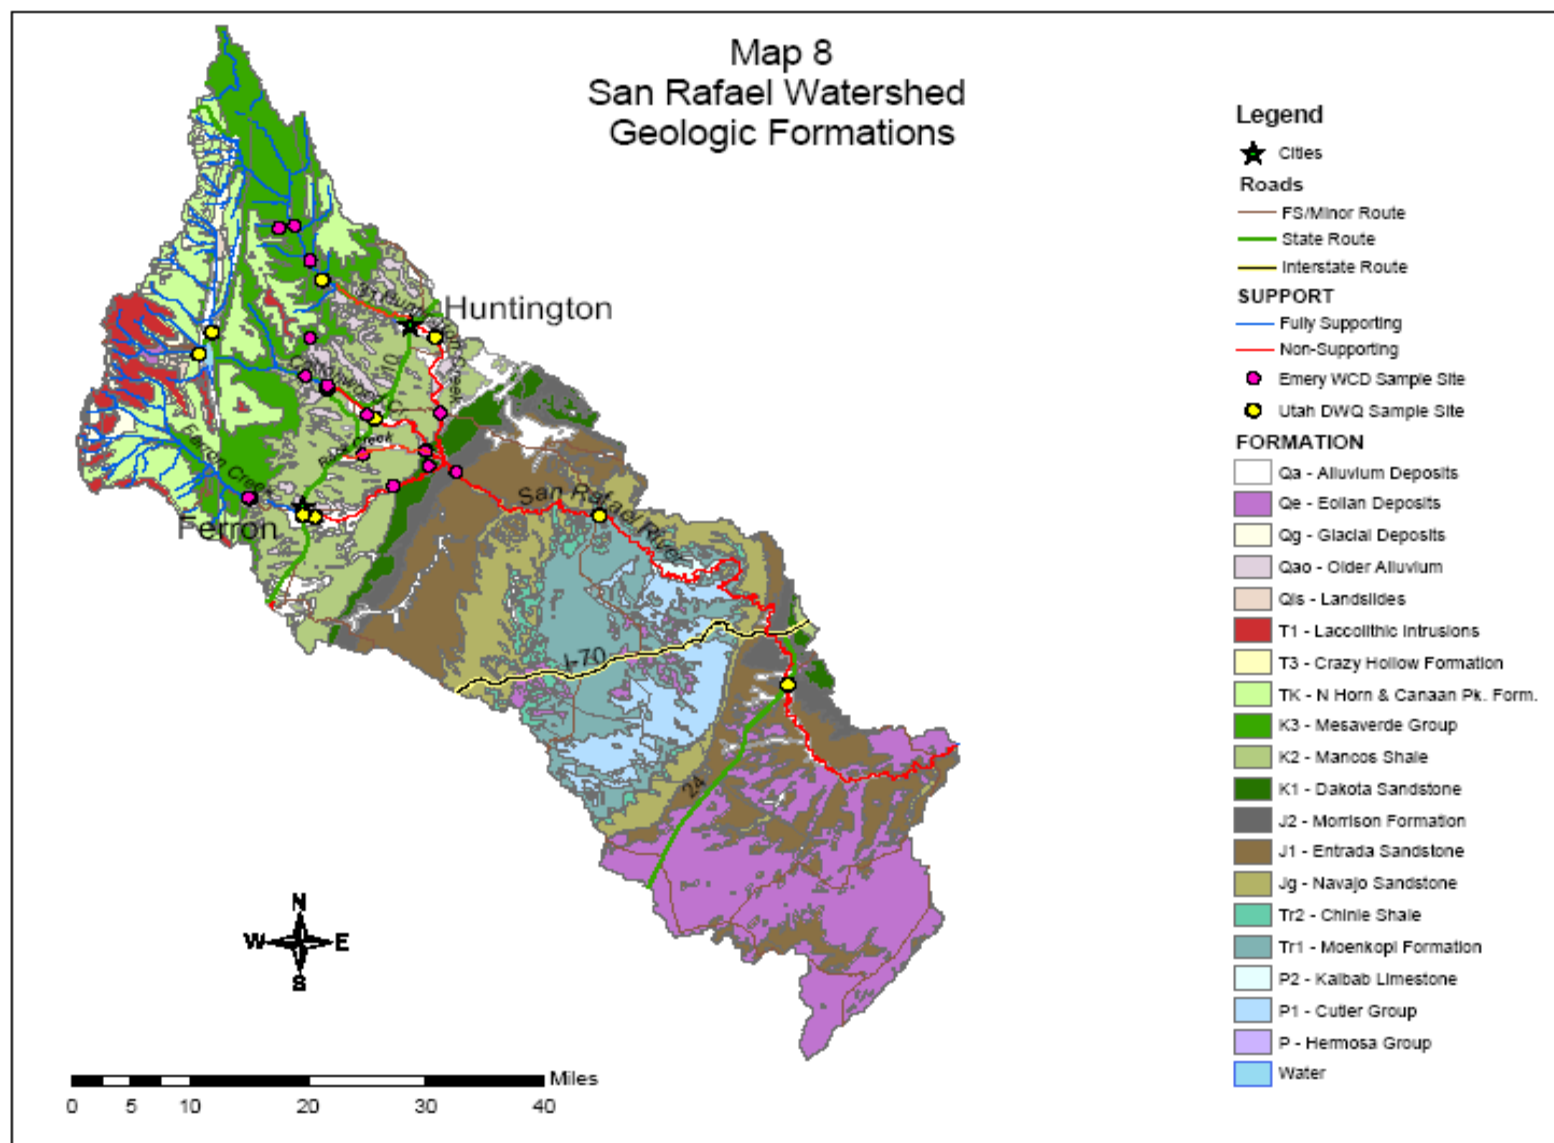 Map 8
San Rafael Watershed
Geologic Formations
Legend
Cities
Roads
FS/Minor Route
State Route
Interstate Route
SUPPORT
Fully Supporting
Non-Supporting
Emery WCD Sample Site
Utah DWQ Sample Site
FORMATION
Qa - Alluvium Deposits
Qe - Eolian Deposits
Qg - Glacial Deposits
Qao - Older Alluvium
Qls - Landslides
T1 - Laccolithic Intrusions
T3 - Crazy Hollow Formation
TK - N Horn & Canaan Pk. Form.
K3 - Mesaverde Group
K2 - Mancos Shale
K1 - Dakota Sandstone
J2 - Morrison Formation
J1 - Entrada Sandstone
Jg - Navajo Sandstone
Tr2 - Chinle Shale
Tr1 - Moenkopi Formation
P2 - Kaibab Limestone
P1 - Cutler Group
P - Hermosa Group
Water
Huntington
31
Creek
10
Creek
Ferron Creek
Ferron
San Rafael River
I-70
24
N
W E
S
Miles
0 5 10 20 30 40